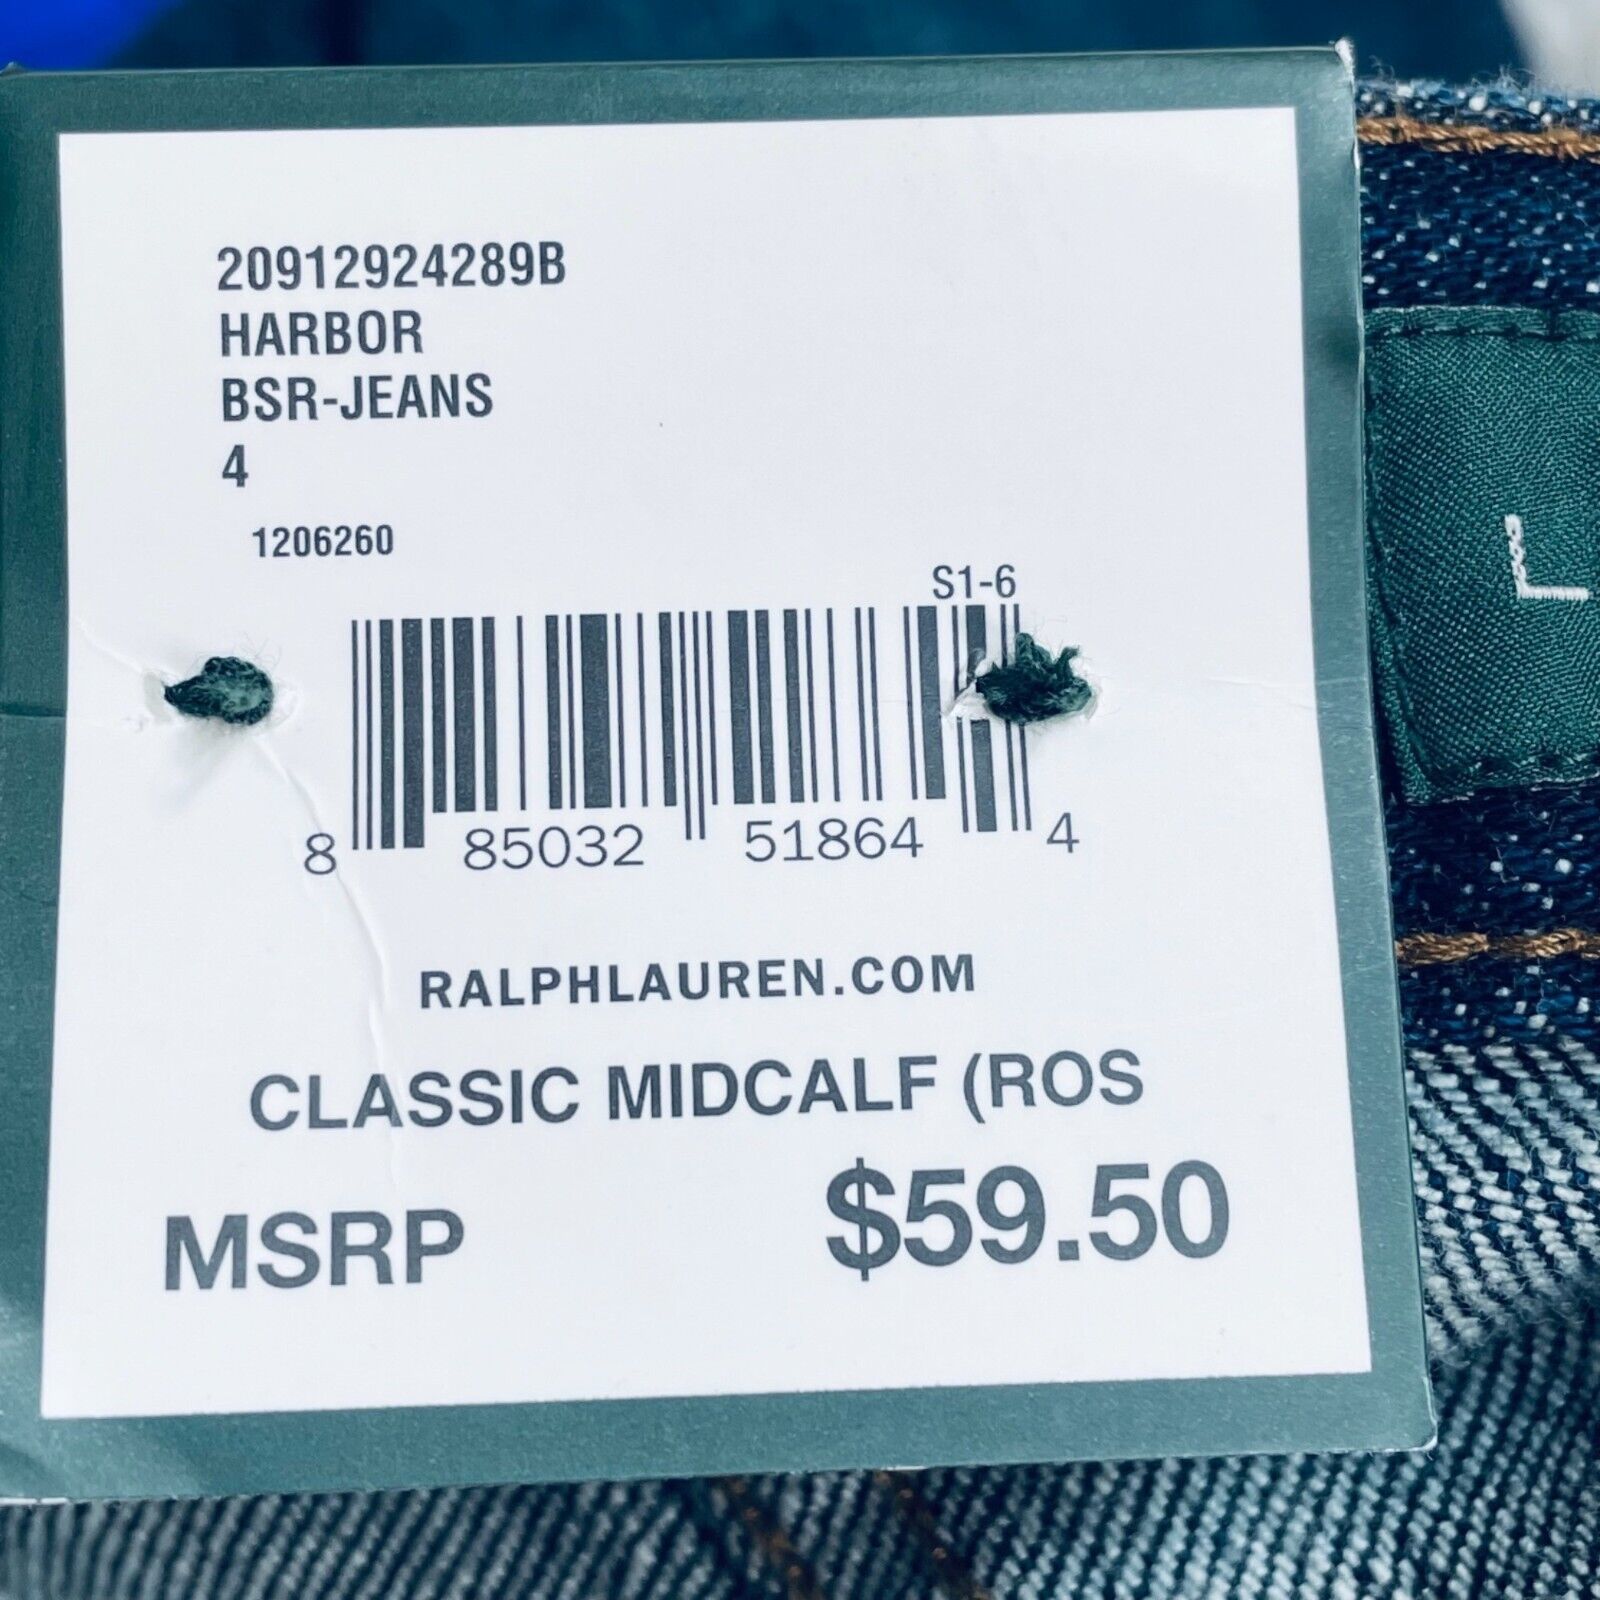 20912924289B
HARBOR
BSR-JEANS
4
1206260
S1-6
8 85032 51864 4
RALPHLAUREN.COM
CLASSIC MIDCALF (ROS
MSRP $59.50
L